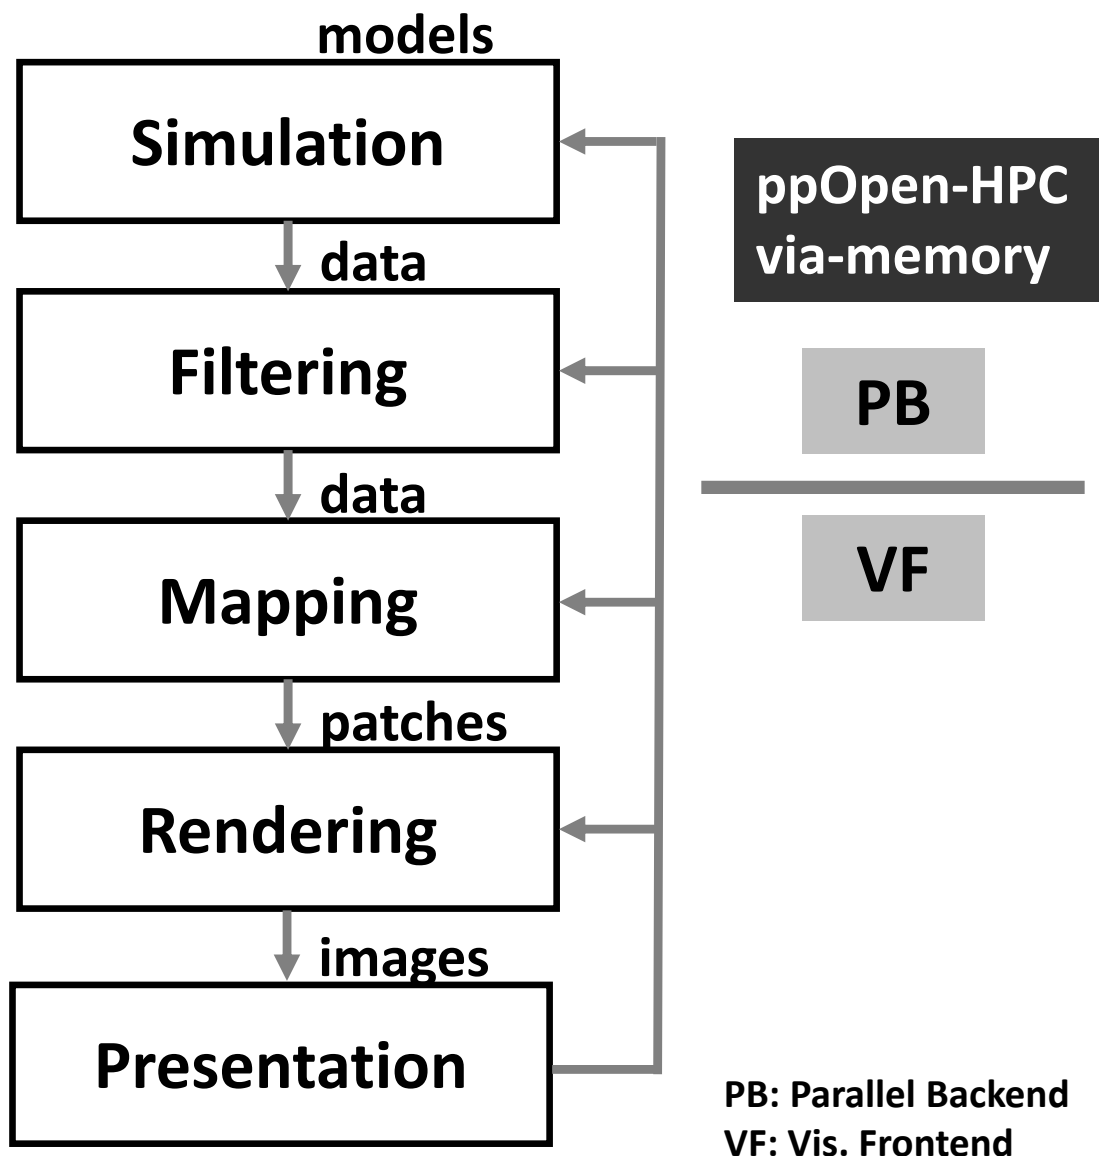 models
Simulation
data
Filtering
data
Mapping
patches
Rendering
images
Presentation
ppOpen-HPC
via-memory
PB
VF
PB: Parallel Backend
VF: Vis. Frontend